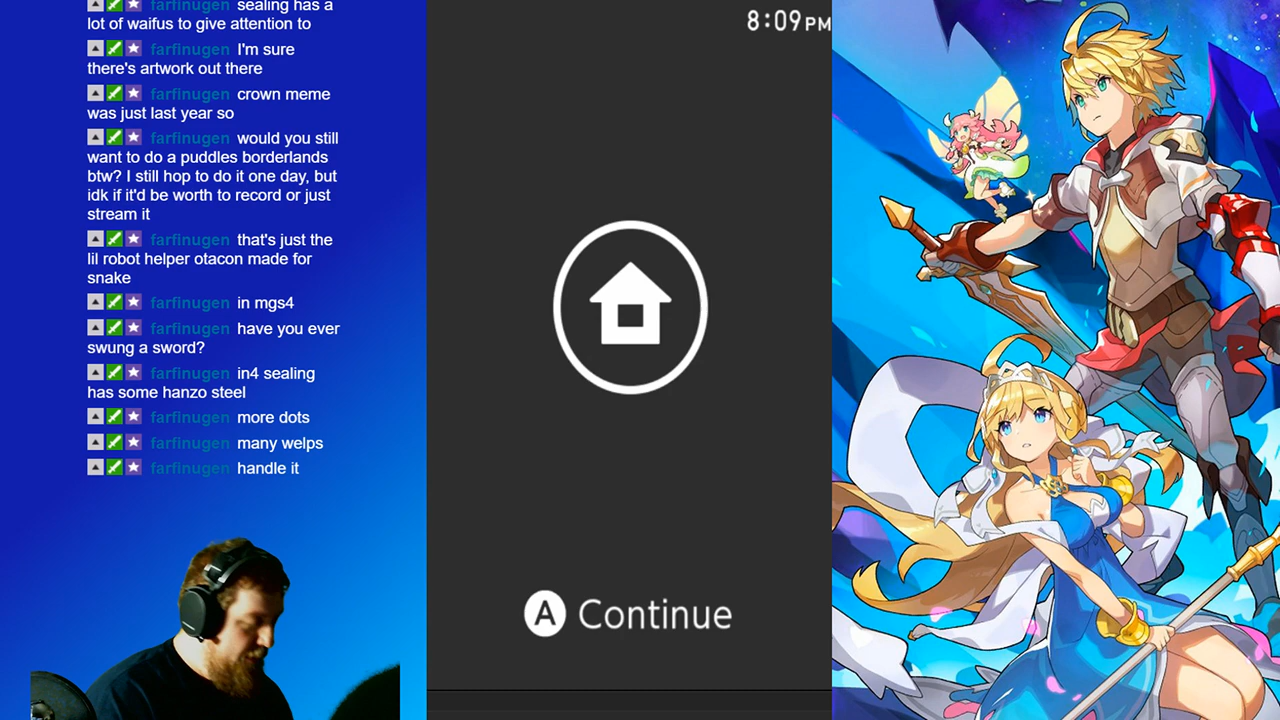 sealing has a
lot of waifus to give attention to
farfinugen I'm sure
there's artwork out there
farfinugen crown meme
was just last year so
farfinugen would you still
want to do a puddles borderlands
btw? I still hop to do it one day, but
idk if it'd be worth to record or just
stream it
farfinugen that's just the
lil robot helper otacon made for
snake
farfinugen in mgs4
farfinugen have you ever
swung a sword?
farfinugen in4 sealing
has some hanzo steel
farfinugen more dots
farfinugen many welps
farfinugen handle it
8:09PM
A Continue